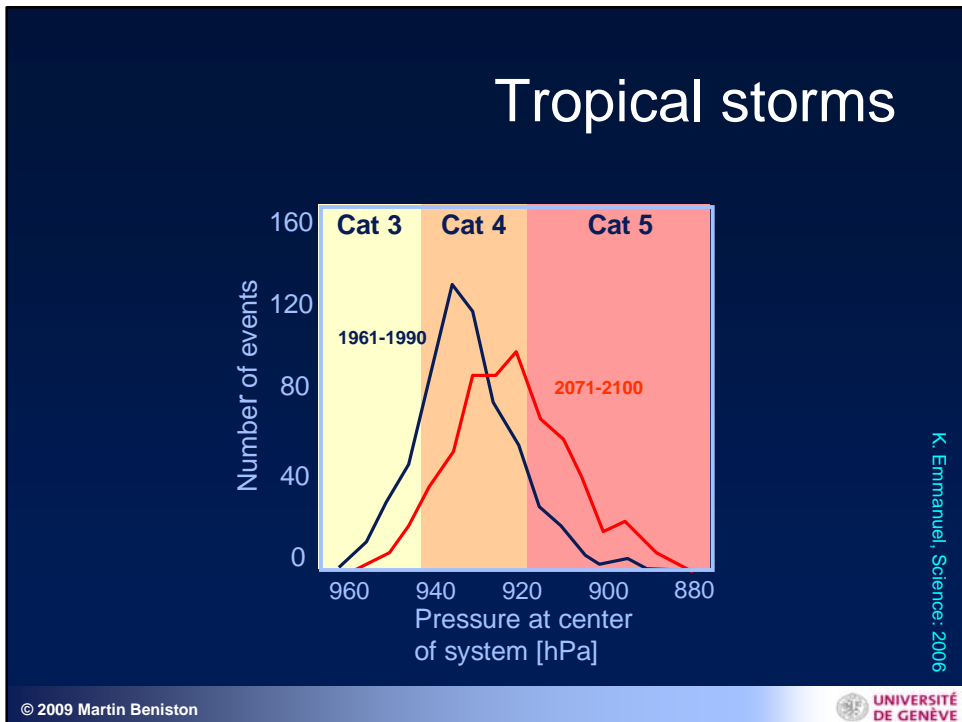 Tropical storms
160
120
80
40
0
Number of events
Cat 3 Cat 4 Cat 5
1961-1990
2071-2100
960 940 920 900 880
Pressure at center
of system [hPa]
K. Emmanuel, Science: 2006
© 2009 Martin Beniston
UNIVERSITÉ
DE GENÈVE